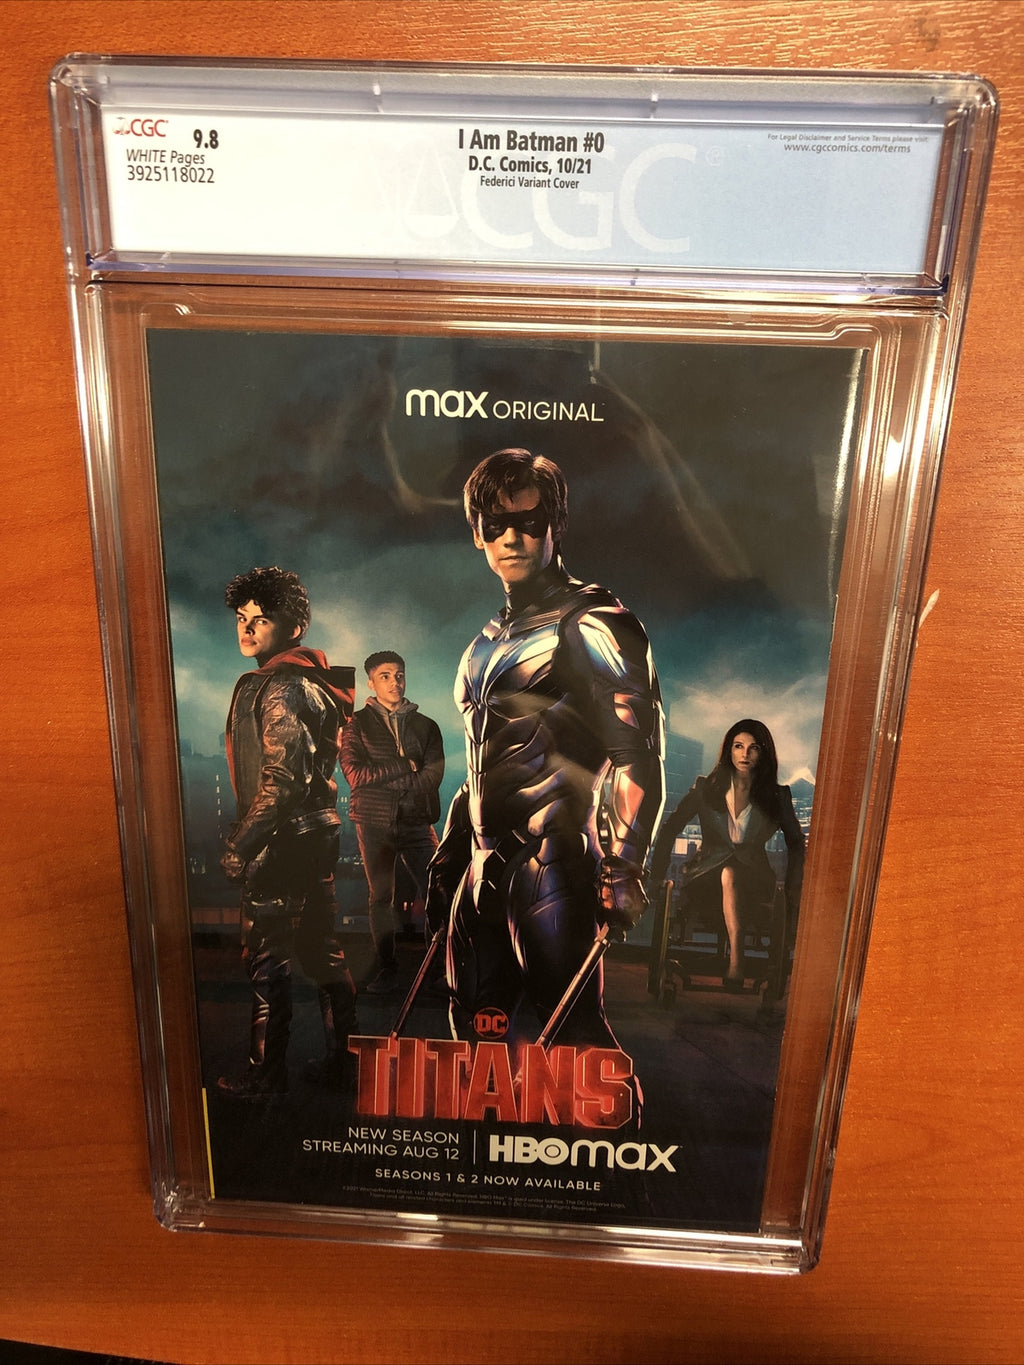 CGC
9.8
WHITE Pages
3925118022
I Am Batman #0
D.C. Comics, 10/21
Federici Variant Cover
For Legal Disclaimer and Service Terms please visit:
www.cgccomics.com/terms
CGC
max ORIGINAL
DC
TITANS
NEW SEASON
STREAMING AUG 12
HBOmax
SEASONS 1 & 2 NOW AVAILABLE